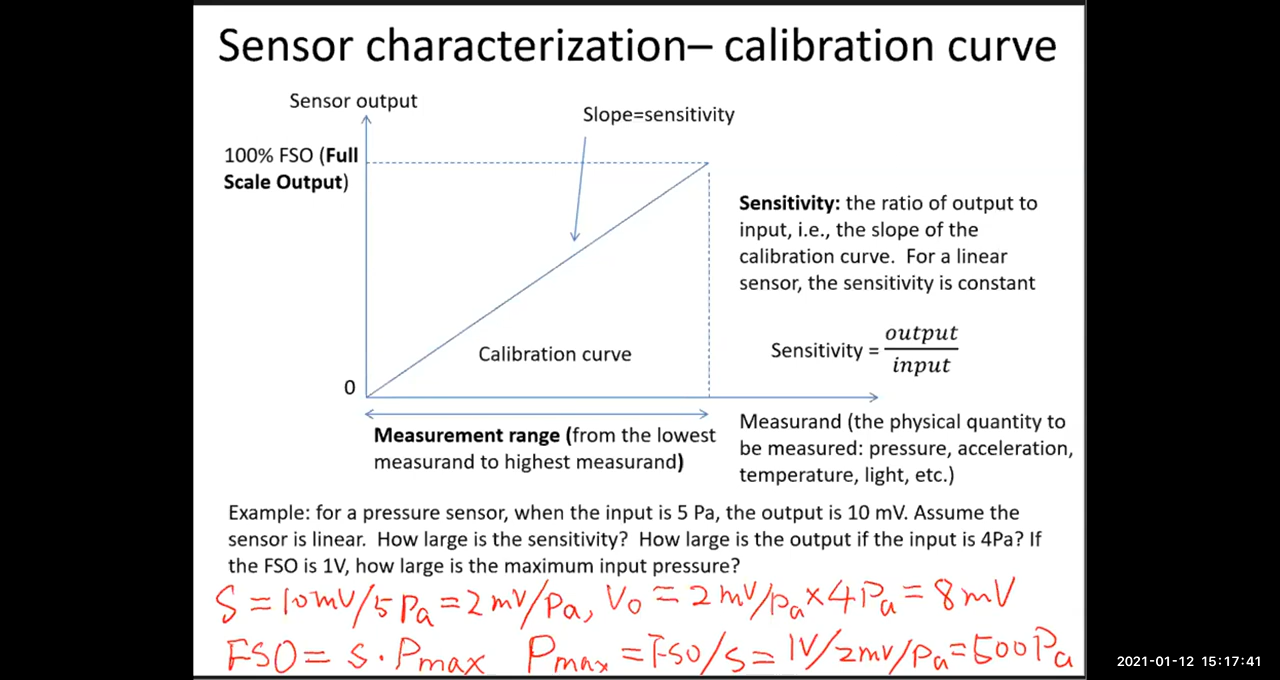 Sensor characterization– calibration curve
Sensor output
Slope=sensitivity
100% FSO (Full
Scale Output)
Sensitivity: the ratio of output to
input, i.e., the slope of the
calibration curve. For a linear
sensor, the sensitivity is constant
Sensitivity = output/input
Calibration curve
0
Measurement range (from the lowest
measurand to highest measurand)
Measurand (the physical quantity to
be measured: pressure, acceleration,
temperature, light, etc.)
Example: for a pressure sensor, when the input is 5 Pa, the output is 10 mV. Assume the
sensor is linear. How large is the sensitivity? How large is the output if the input is 4Pa? If
the FSO is 1V, how large is the maximum input pressure?
S = 10mV/5Pa = 2mV/Pa, Vo = 2mV/Pa × 4Pa = 8mV
FSO = S · Pmax Pmax = FSO/S = 1V/2mV/Pa = 500Pa
2021-01-12 15:17:41